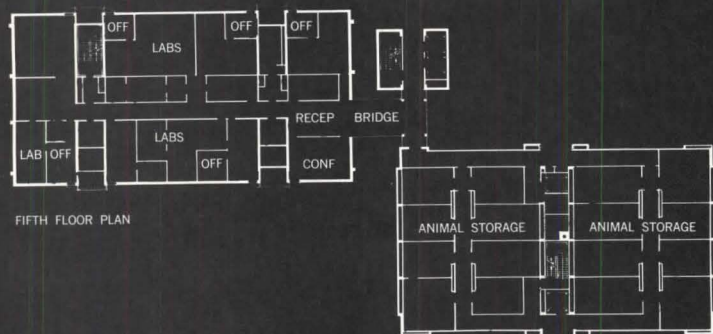 OFF
OFF
OFF
LABS
RECEP BRIDGE
LABS
LAB OFF
OFF
CONF
FIFTH FLOOR PLAN
ANIMAL STORAGE
ANIMAL STORAGE